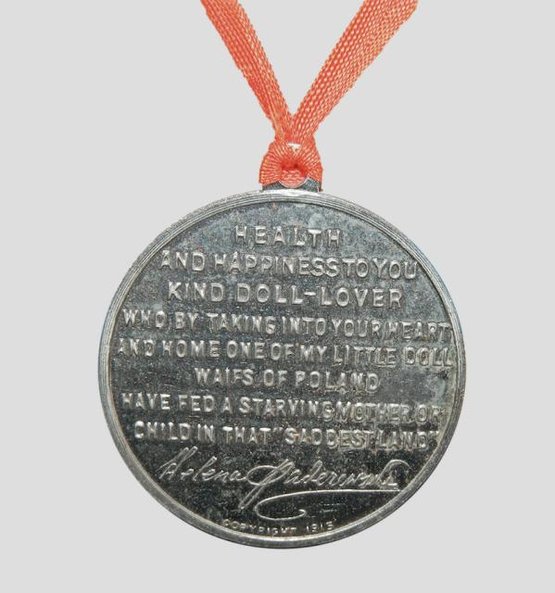 HEALTH
AND HAPPINESS TO YOU
KIND DOLL-LOVER
WHO, BY TAKING INTO YOUR HEART
AND HOME ONE OF MY LITTLE DOLL
WAIFS OF POLAND
HAVE FED A STARVING MOTHER OR
CHILD IN THAT "SADDEST LAND"
Helena Paderewska
COPYRIGHT 1915